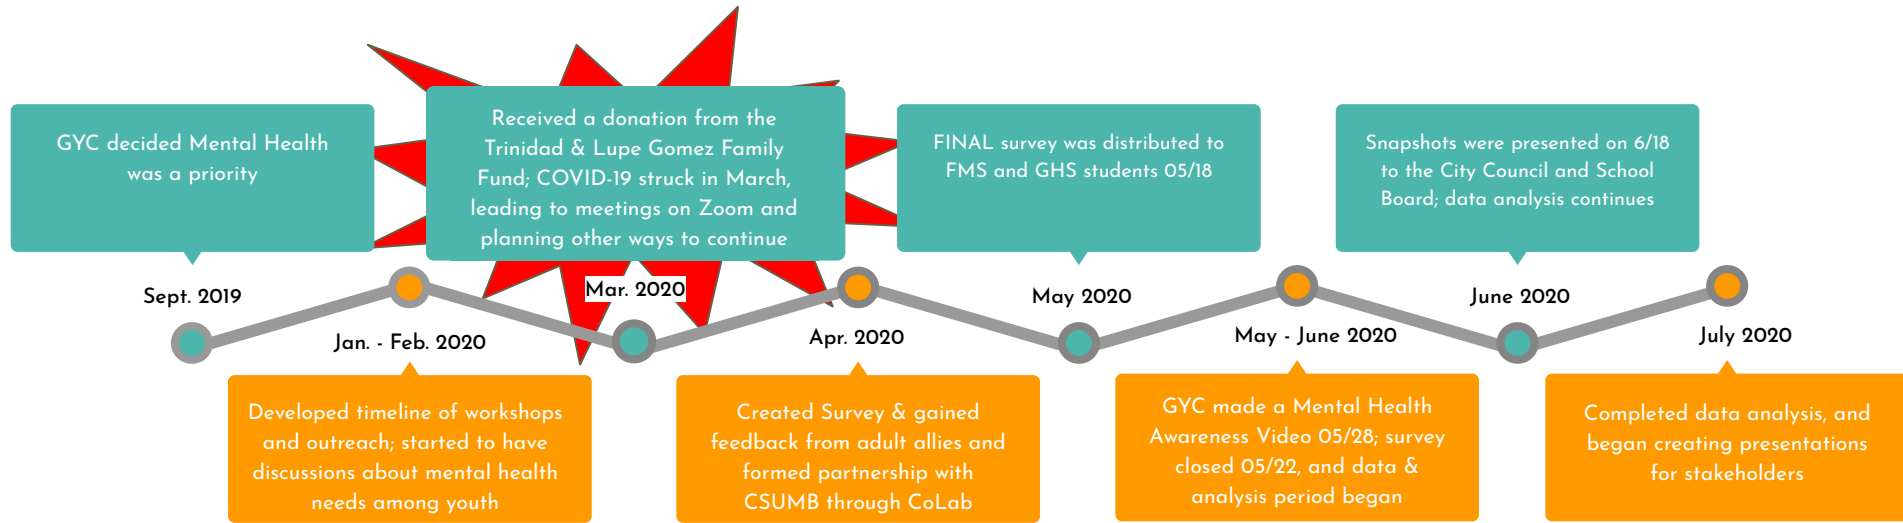 GYC decided Mental Health
was a priority
Sept. 2019
Jan. - Feb. 2020
Developed timeline of workshops
and outreach; started to have
discussions about mental health
needs among youth
Received a donation from the
Trinidad & Lupe Gomez Family
Fund; COVID-19 struck in March,
leading to meetings on Zoom and
planning other ways to continue
Mar. 2020
Apr. 2020
Created Survey & gained
feedback from adult allies and
formed partnership with
CSUMB through CoLab
FINAL survey was distributed to
FMS and GHS students 05/18
May 2020
May - June 2020
GYC made a Mental Health
Awareness Video 05/28; survey
closed 05/22, and data &
analysis period began
Snapshots were presented on 6/18
to the City Council and School
Board; data analysis continues
June 2020
July 2020
Completed data analysis, and
began creating presentations
for stakeholders